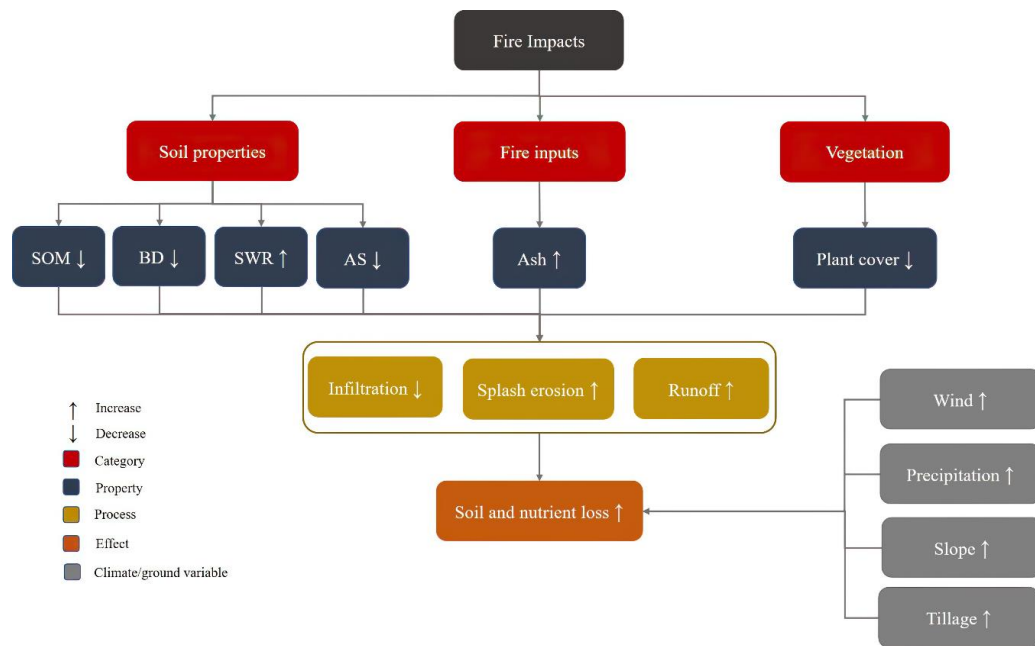 Fire Impacts
Soil properties
Fire inputs
Vegetation
SOM ↓
BD ↓
SWR ↑
AS ↓
Ash ↑
Plant cover ↓
Infiltration ↓
Splash erosion ↑
Runoff ↑
Soil and nutrient loss ↑
Wind ↑
Precipitation ↑
Slope ↑
Tillage ↑
↑ Increase
↓ Decrease
Category
Property
Process
Effect
Climate/ground variable